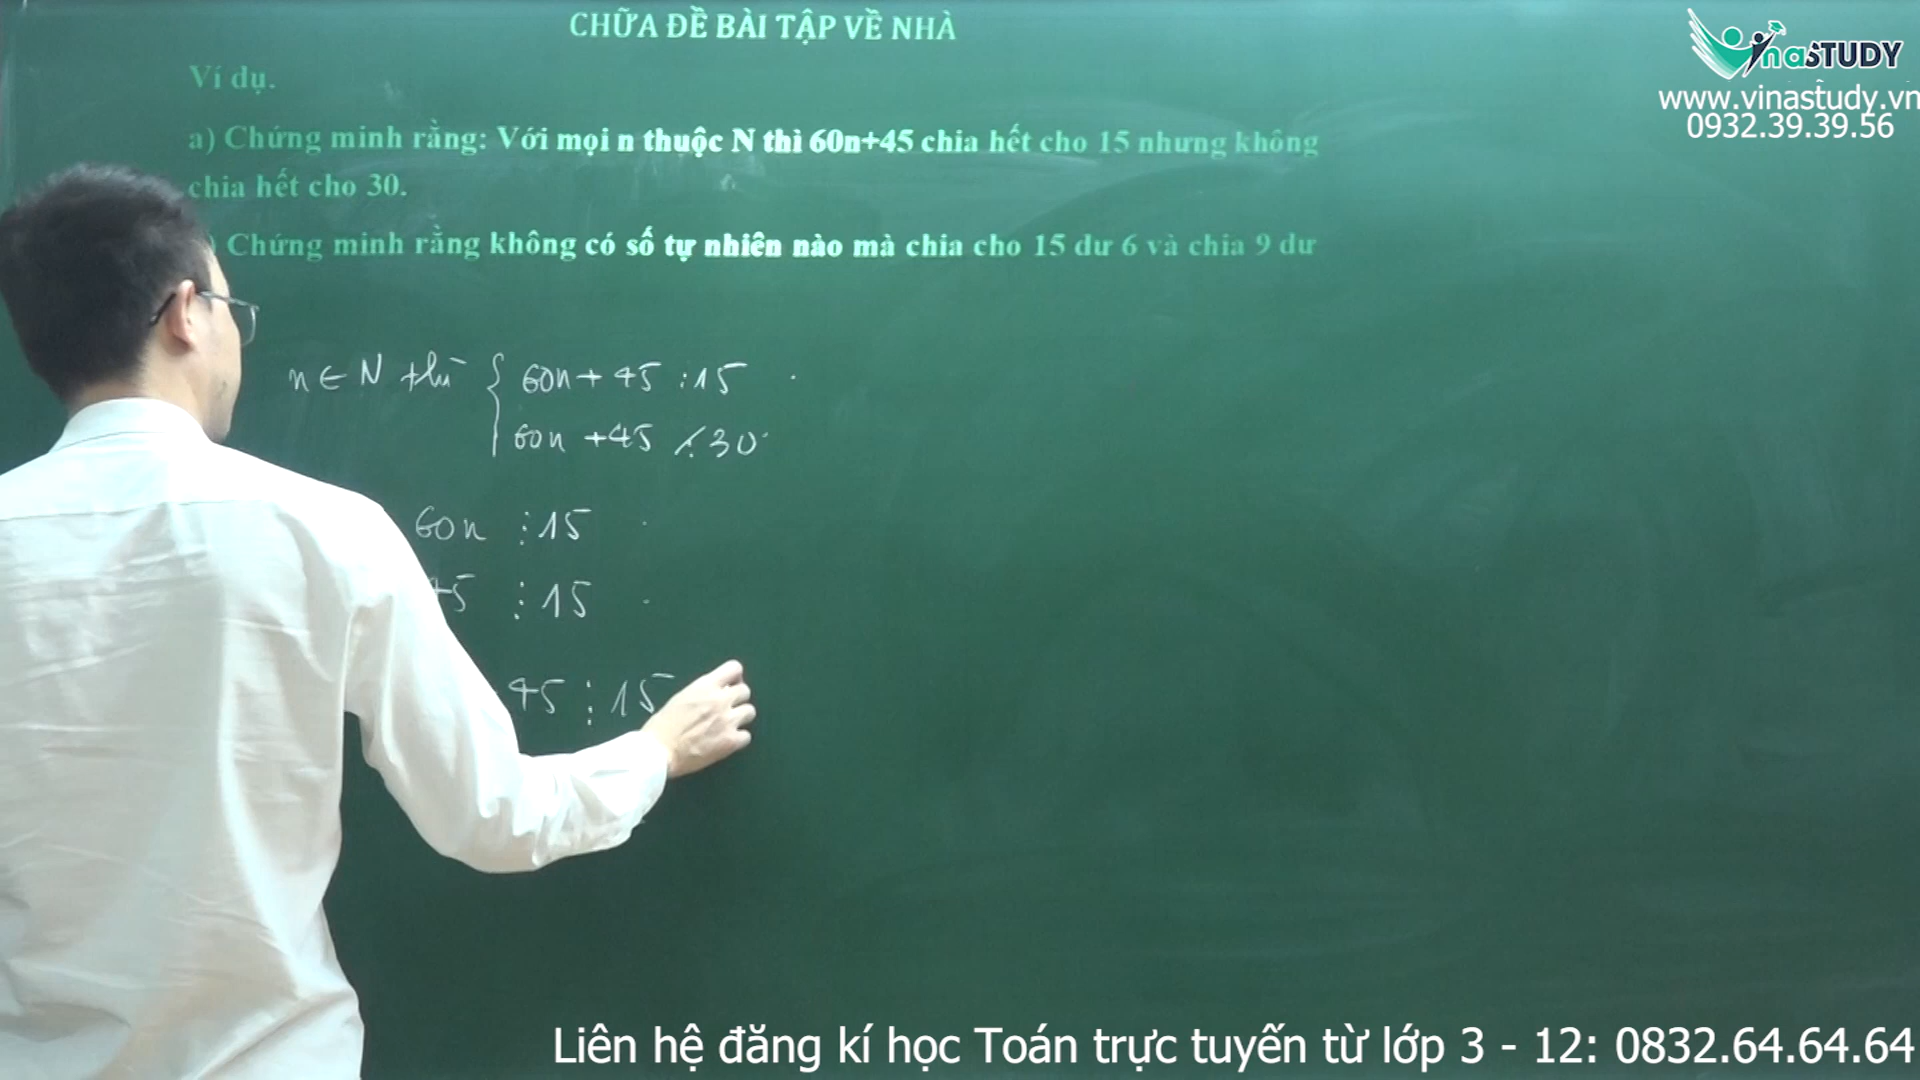 CHỮA ĐỀ BÀI TẬP VỀ NHÀ
VinaSTUDY
www.vinastudy.vn
0932.39.39.56
Ví dụ.
a) Chứng minh rằng: Với mọi n thuộc N thì 60n+45 chia hết cho 15 nhưng không
chia hết cho 30.
) Chứng minh rằng không có số tự nhiên nào mà chia cho 15 dư 6 và chia 9 dư
n ∈ N thì { 60n + 45 ⋮ 15
60n + 45 ⋮̸ 30
60n ⋮ 15
45 ⋮ 15
45 ⋮ 15
Liên hệ đăng kí học Toán trực tuyến từ lớp 3 - 12: 0832.64.64.64